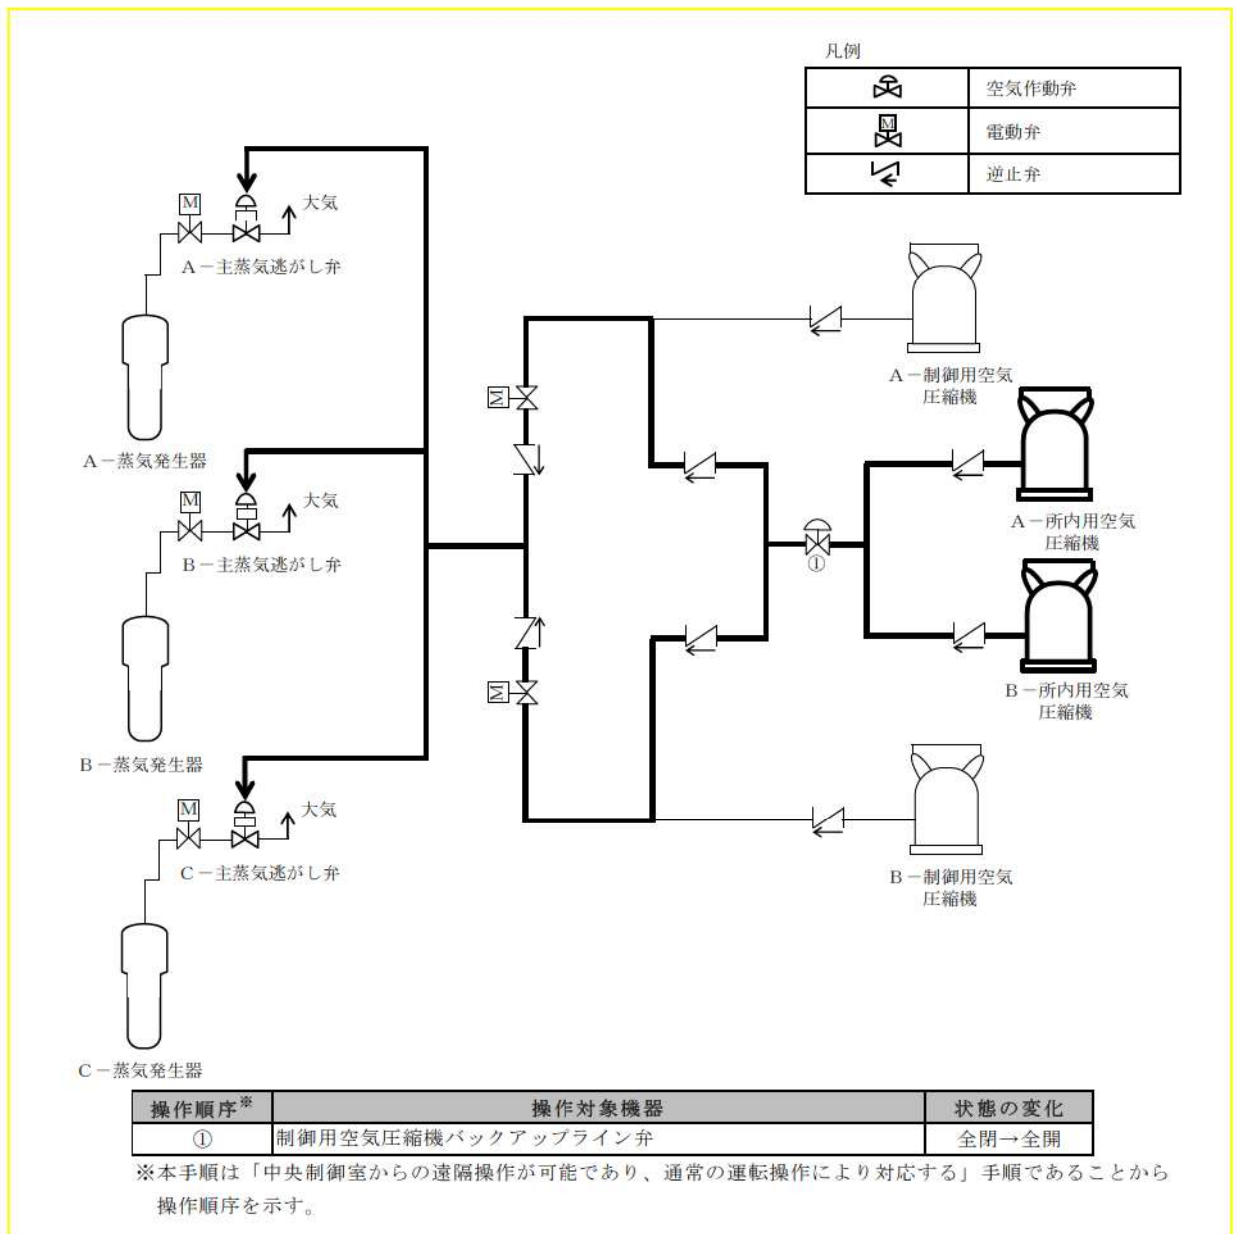 凡例
空気作動弁
M
電動弁
逆止弁
M
大気
A-主蒸気逃がし弁
A-蒸気発生器
M
大気
B-主蒸気逃がし弁
B-蒸気発生器
M
大気
C-主蒸気逃がし弁
C-蒸気発生器
M
M
①
A-制御用空気
圧縮機
A-所内用空気
圧縮機
B-所内用空気
圧縮機
B-制御用空気
圧縮機
操作順序※ 操作対象機器 状態の変化
① 制御用空気圧縮機バックアップライン弁 全閉→全開
※本手順は「中央制御室からの遠隔操作が可能であり、通常の運転操作により対応する」手順であることから
操作順序を示す。